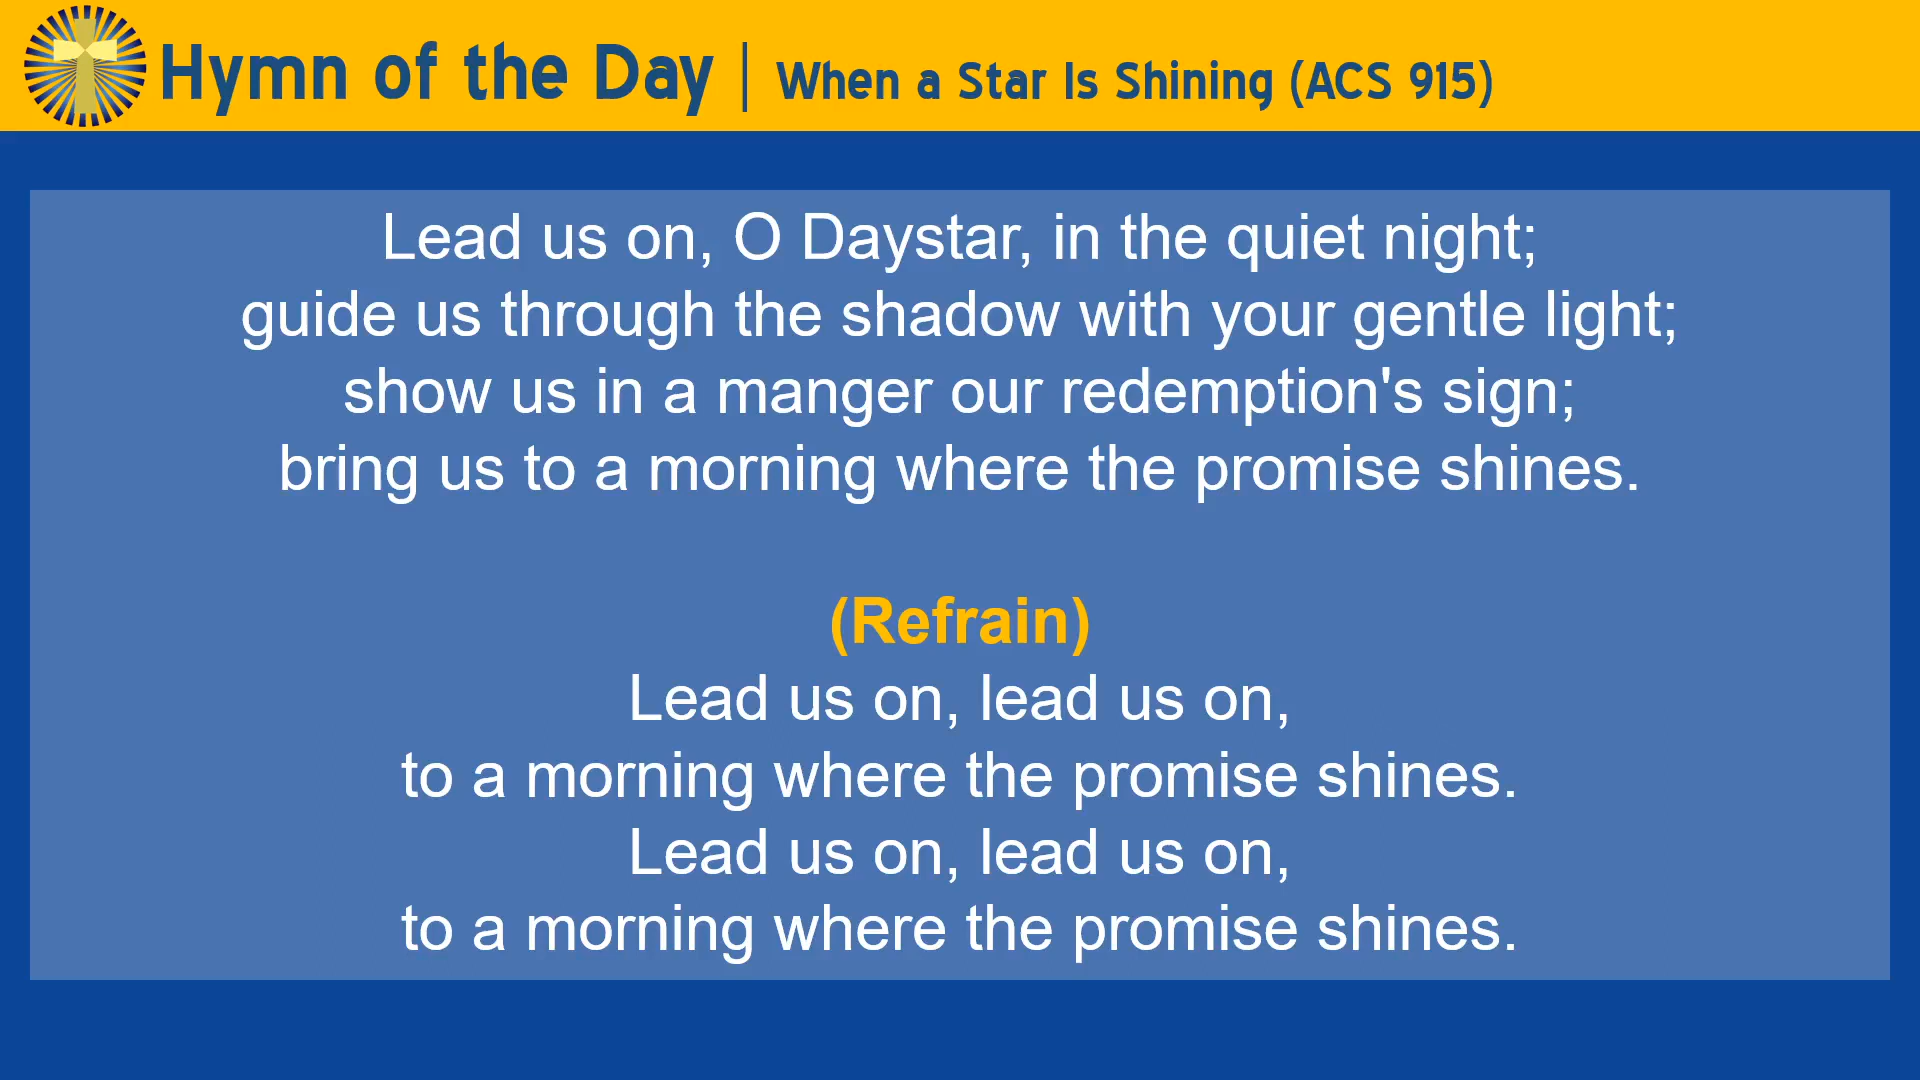 Hymn of the Day | When a Star Is Shining (ACS 915)
Lead us on, O Daystar, in the quiet night;
guide us through the shadow with your gentle light;
show us in a manger our redemption's sign;
bring us to a morning where the promise shines.
(Refrain)
Lead us on, lead us on,
to a morning where the promise shines.
Lead us on, lead us on,
to a morning where the promise shines.